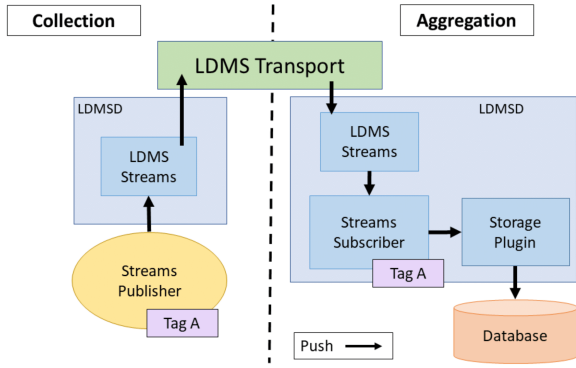 Collection
Aggregation
LDMS Transport
LDMSD
LDMS
Streams
Streams
Publisher
Tag A
LDMSD
LDMS
Streams
Streams
Subscriber
Tag A
Storage
Plugin
Database
Push